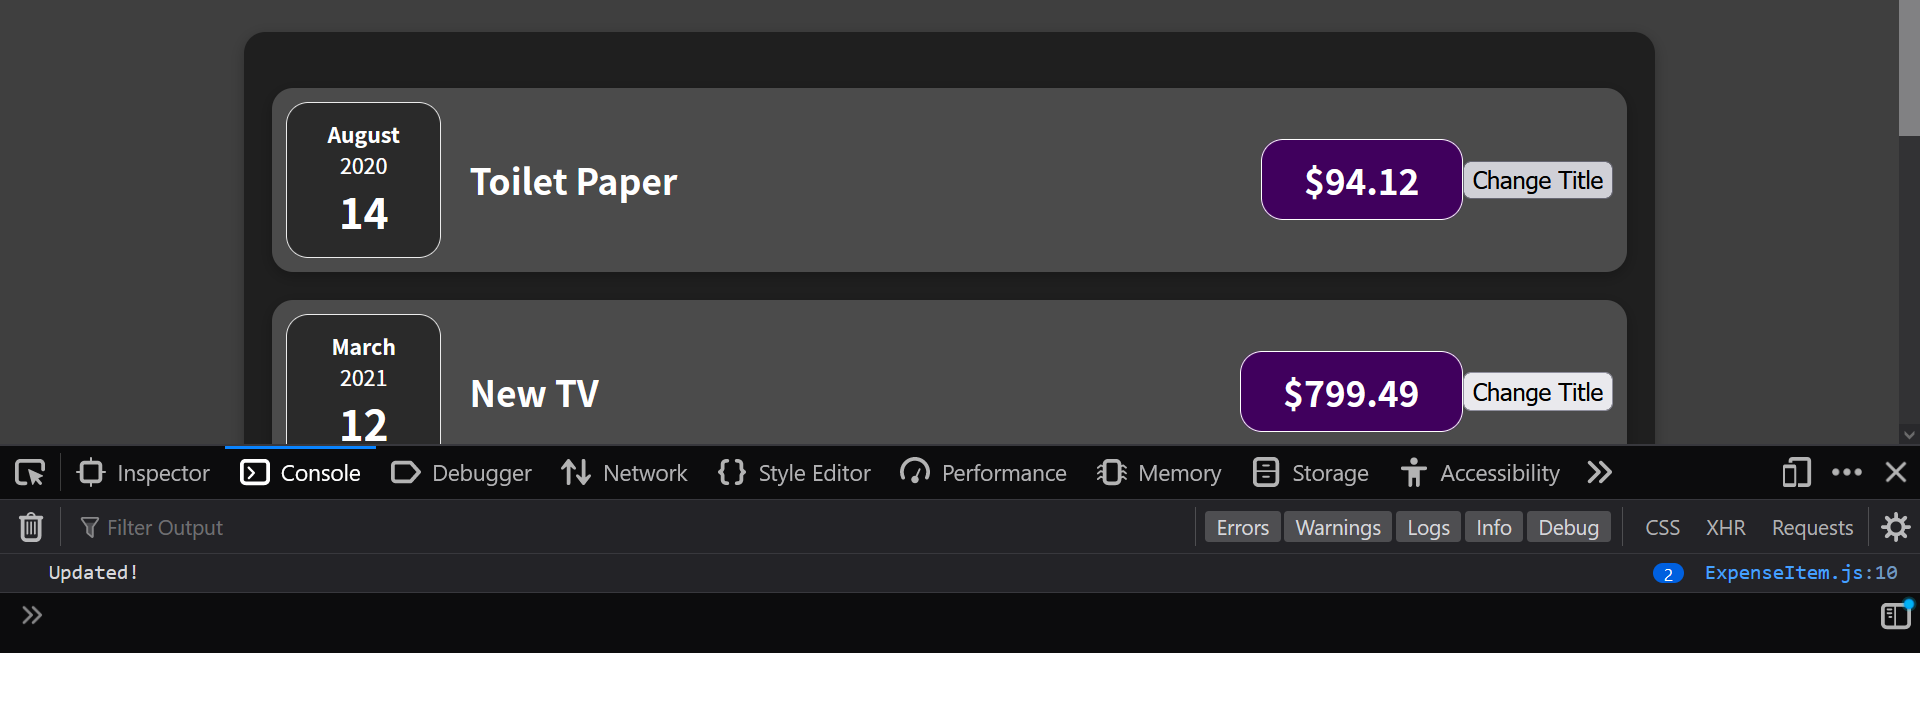 August
2020
14
Toilet Paper
$94.12
Change Title
March
2021
12
New TV
$799.49
Change Title
Inspector Console Debugger Network Style Editor Performance Memory Storage Accessibility
Filter Output Errors Warnings Logs Info Debug CSS XHR Requests
Updated! 2 ExpenseItem.js:10